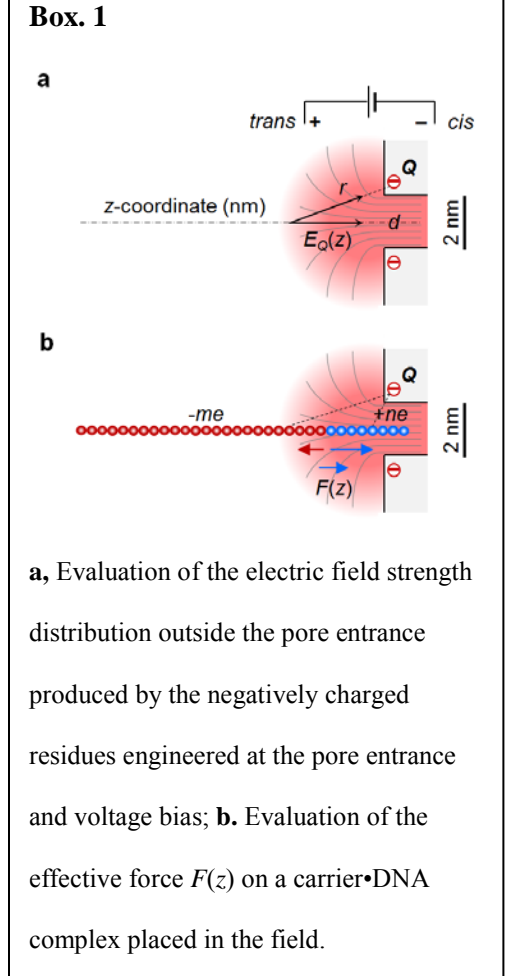 Box. 1
a
trans + − cis
Q
r
z-coordinate (nm)
d
E_Q(z)
2 nm
b
Q
-me
+ne
2 nm
F(z)
a, Evaluation of the electric field strength
distribution outside the pore entrance
produced by the negatively charged
residues engineered at the pore entrance
and voltage bias; b. Evaluation of the
effective force F(z) on a carrier•DNA
complex placed in the field.